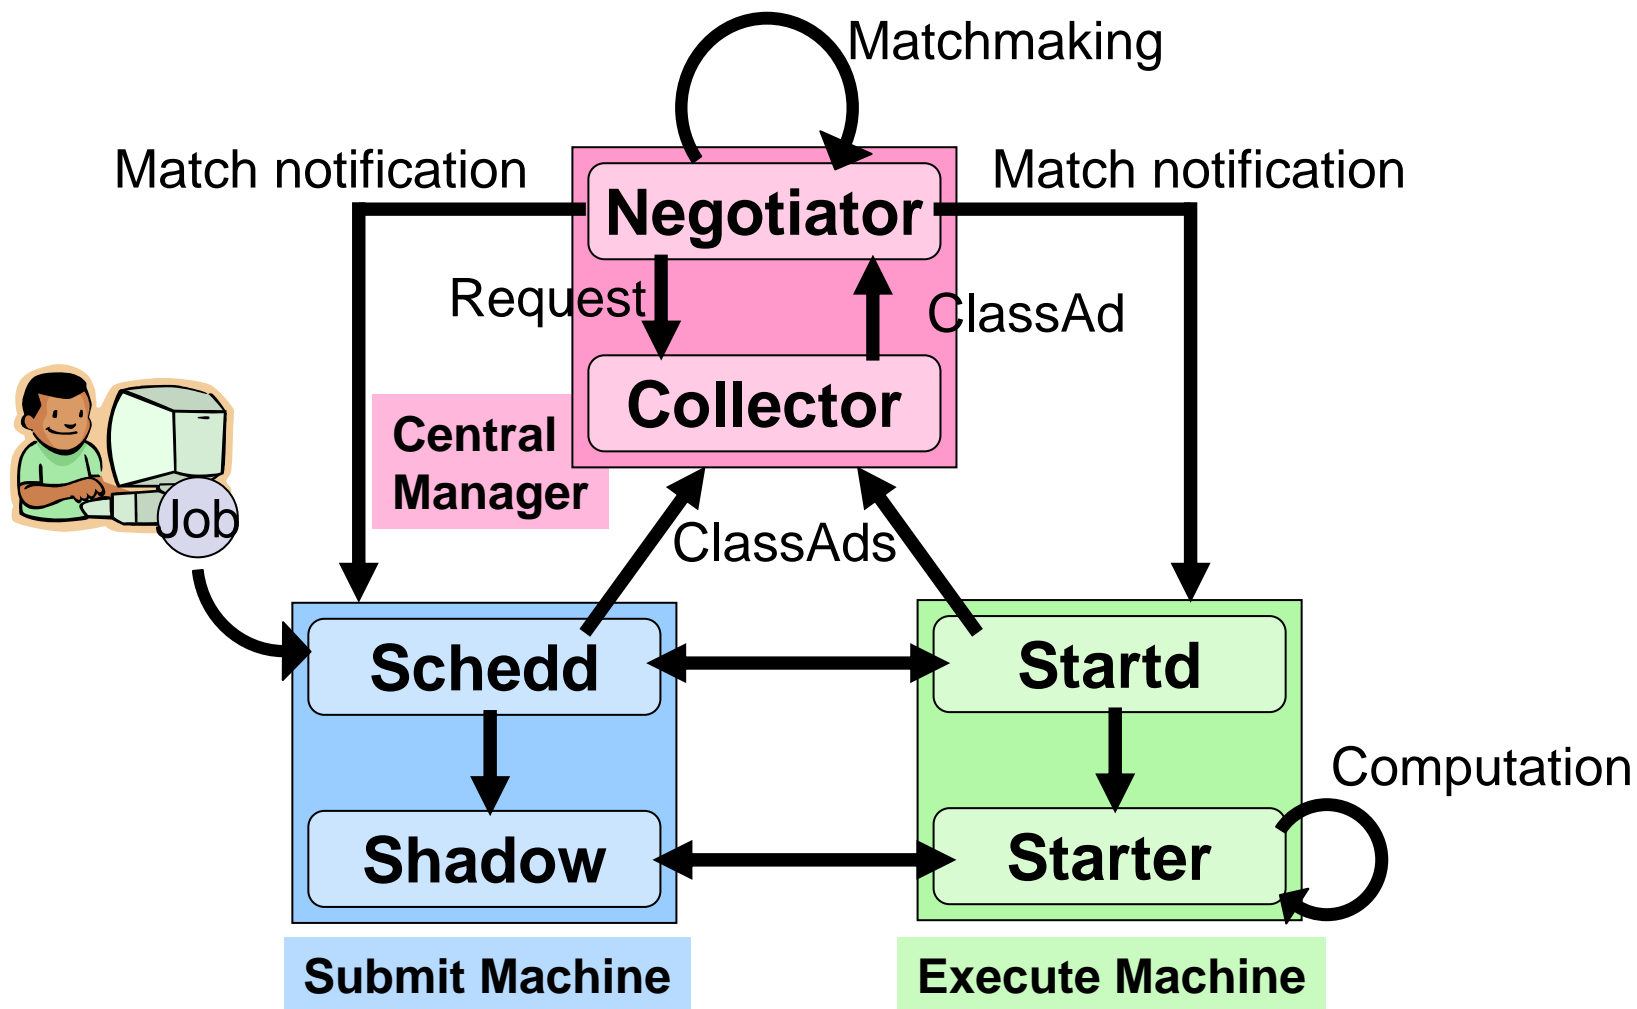 Matchmaking
Match notification
Match notification
Negotiator
Request
ClassAd
Collector
Central
Manager
Job
ClassAds
Schedd
Startd
Computation
Shadow
Starter
Submit Machine
Execute Machine